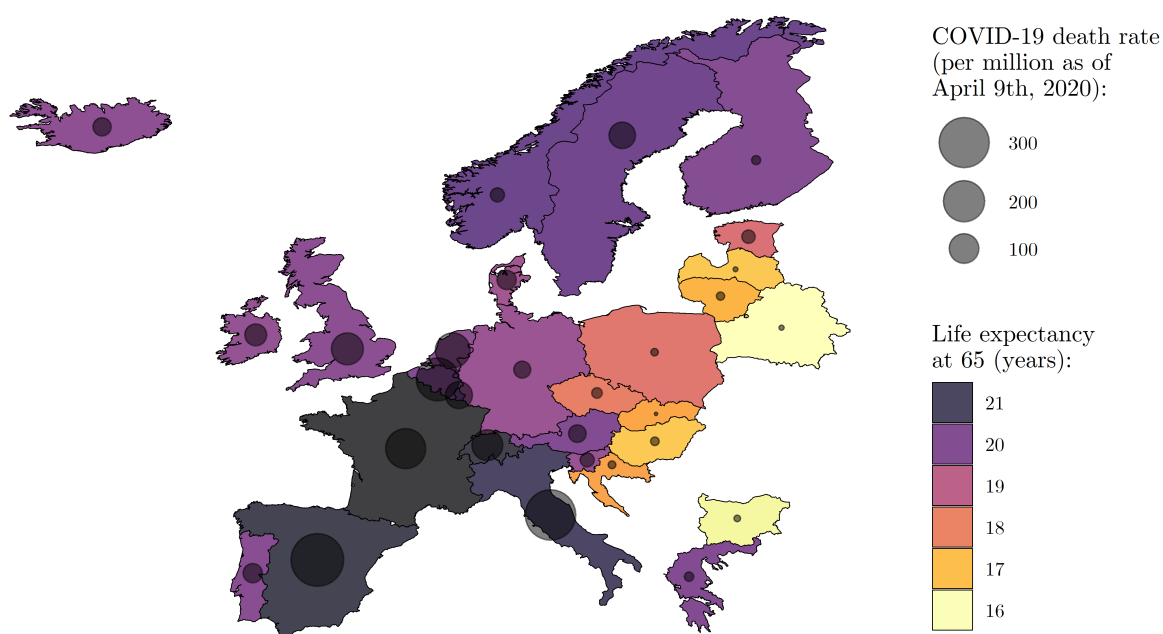 COVID-19 death rate
(per million as of
April 9th, 2020):
300
200
100
Life expectancy
at 65 (years):
21
20
19
18
17
16